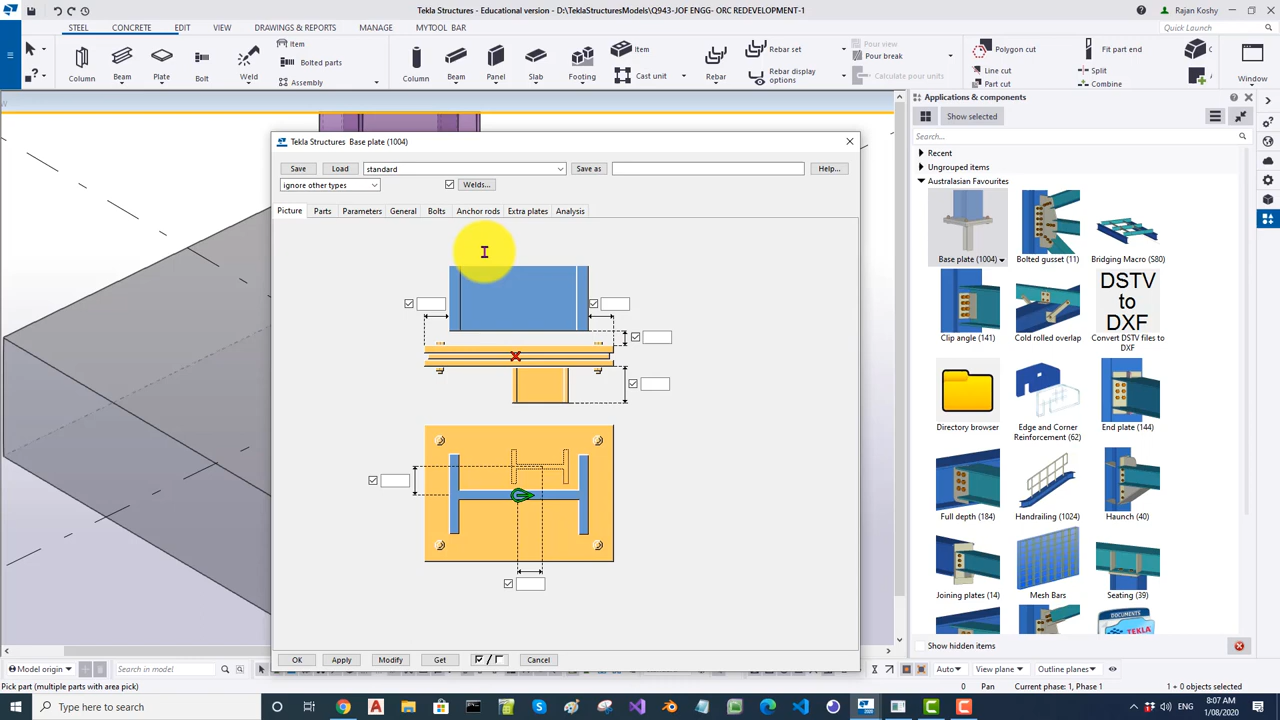 Tekla Structures - Educational version - D:\TeklaStructuresModels\Q943-JOF ENGG- ORC REDEVELOPMENT-1
Rajan Koshy
STEEL CONCRETE EDIT DRAWINGS & REPORTS MANAGE MYTOOL BAR
Quick Launch
Item
Bolted parts
Assembly
Column Beam Plate Bolt Weld
Column Beam Panel Slab Footing
Item
Cast unit
Rebar
Rebar set
Rebar display options
Pour view
Pour break
Calculate pour units
Polygon cut
Line cut
Part cut
Fit part end
Split
Combine
C
Window
W
Applications & components
Show selected
Search...
Recent
Ungrouped items
Australasian Favourites
Base plate (1004) Bolted gusset (11) Bridging Macro (S80)
DSTV
to
DXF
Clip angle (141) Cold rolled overlap Convert DSTV files to DXF
Directory browser Edge and Corner Reinforcement (62) End plate (144)
Full depth (184) Handrailing (1024) Haunch (40)
Joining plates (14) Mesh Bars Seating (39)
DOCUMENTS
TEKLA
Show hidden items
Tekla Structures Base plate (1004)
Save Load standard Save as Help...
ignore other types Welds...
Picture Parts Parameters General Bolts Anchor rods Extra plates Analysis
OK Apply Modify Get / Cancel
Model origin Search in model Auto View plane Outline planes
Pick part (multiple parts with area pick) 0 Pan Current phase: 1, Phase 1 1 + 0 objects selected
Type here to search
ENG
8:07 AM
1/08/2020